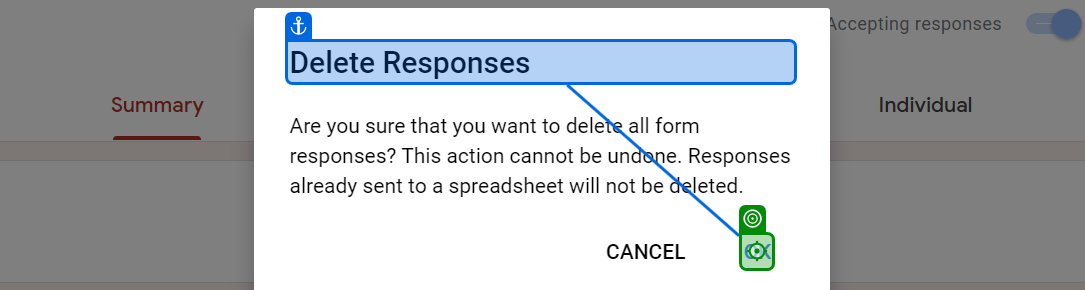 Accepting responses
Delete Responses
Summary
Individual
Are you sure that you want to delete all form
responses? This action cannot be undone. Responses
already sent to a spreadsheet will not be deleted.
CANCEL
OK